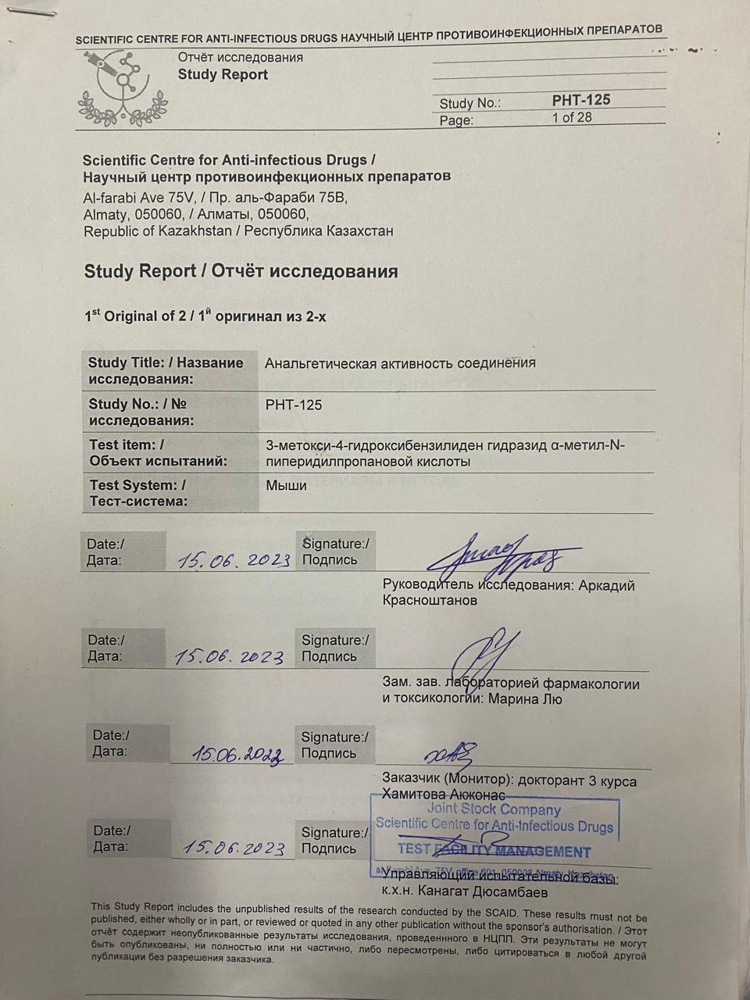 SCIENTIFIC CENTRE FOR ANTI-INFECTIOUS DRUGS НАУЧНЫЙ ЦЕНТР ПРОТИВОИНФЕКЦИОННЫХ ПРЕПАРАТОВ
Отчёт исследования
Study Report
Study No.: PHT-125
Page: 1 of 28
Scientific Centre for Anti-infectious Drugs /
Научный центр противоинфекционных препаратов
Al-farabi Ave 75V, / Пр. аль-Фараби 75В,
Almaty, 050060, / Алматы, 050060,
Republic of Kazakhstan / Республика Казахстан
Study Report / Отчёт исследования
1st Original of 2 / 1й оригинал из 2-х
Study Title: / Название Анальгетическая активность соединения
исследования:
Study No.: / № PHT-125
исследования:
Test item: / 3-метокси-4-гидроксибензилиден гидразид α-метил-N-
Объект испытаний: пиперидилпропановой кислоты
Test System: / Мыши
Тест-система:
Date:/ Signature:/
Дата: 15.06.2023 Подпись
Руководитель исследования: Аркадий
Красноштанов
Date:/ Signature:/
Дата: 15.06.2023 Подпись
Зам. зав. лабораторией фармакологии
и токсикологии: Марина Лю
Date:/ Signature:/
Дата: 15.06.2023 Подпись
Заказчик (Монитор): докторант 3 курса
Хамитова Акжонас
Joint Stock Company
Scientific Centre for Anti-Infectious Drugs
Date:/ Signature:/
Дата: 15.06.2023 Подпись
TEST FACILITY MANAGEMENT
Управляющий испытательной базы:
к.х.н. Канагат Дюсамбаев
This Study Report includes the unpublished results of the research conducted by the SCAID. These results must not be
published, either wholly or in part, or reviewed or quoted in any other publication without the sponsor's authorisation. / Этот
отчёт содержит неопубликованные результаты исследования, проведеннного в НЦПП. Эти результаты не могут
быть опубликованы, ни полностью или ни частично, либо пересмотрены, либо цитироваться в любой другой
публикации без разрешения заказчика.